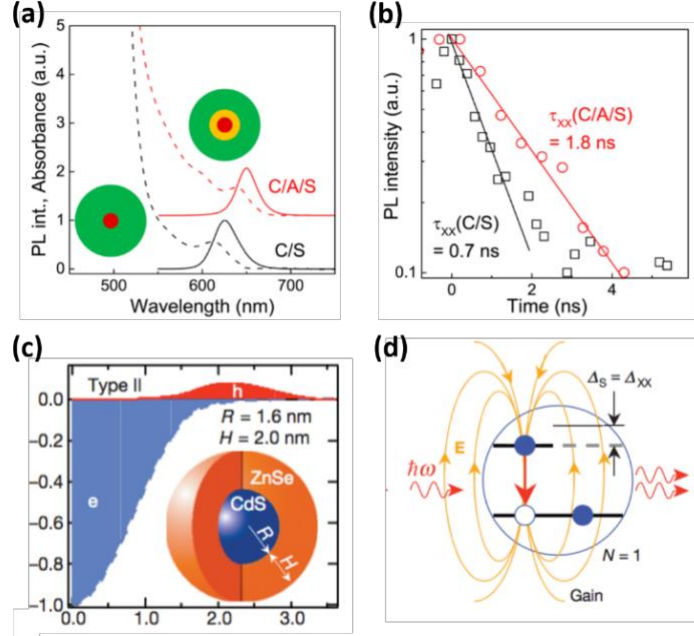 (a)
5
4
3
2
1
0
PL int., Absorbance (a.u.)
C/A/S
C/S
500
600
700
Wavelength (nm)
(b)
1
0.1
PL intensity (a.u.)
τXX(C/A/S)
= 1.8 ns
τXX(C/S)
= 0.7 ns
0
2
4
Time (ns)
(c)
Type II
h
0.0
−0.2
−0.4
−0.6
−0.8
−1.0
R = 1.6 nm
H = 2.0 nm
e
ZnSe
CdS
R
H
0.0
1.0
2.0
3.0
(d)
ΔS = ΔXX
E
ħω
N = 1
Gain